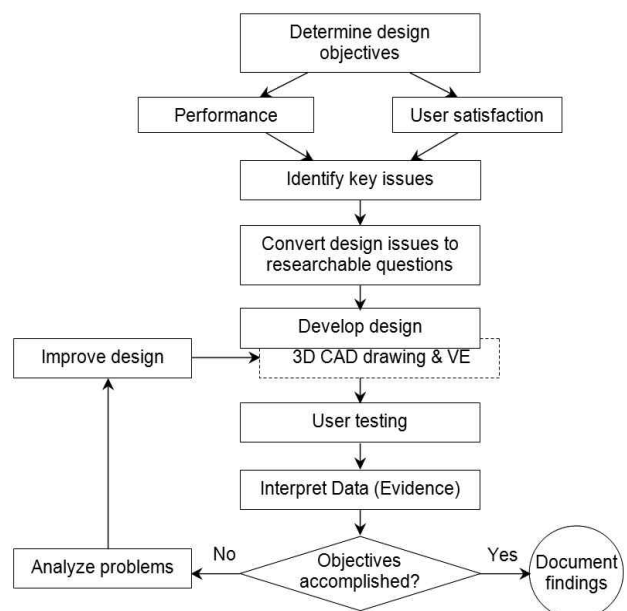 Determine design
objectives
Performance
User satisfaction
Identify key issues
Convert design issues to
researchable questions
Develop design
Improve design
3D CAD drawing & VE
User testing
Interpret Data (Evidence)
Analyze problems
No
Objectives
accomplished?
Yes
Document
findings